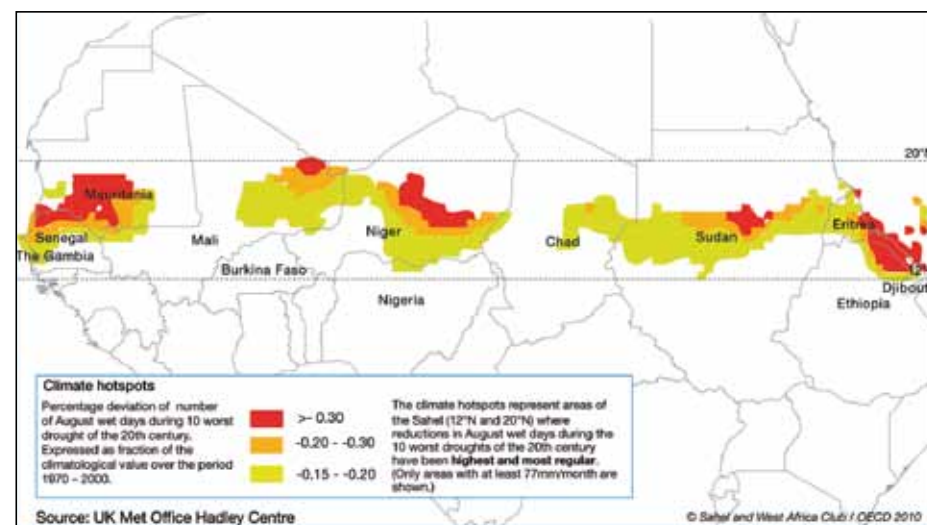 20°N
Mauritania
Senegal
The Gambia
Mali
Niger
Chad
Sudan
Eritrea
12°
Burkina Faso
Nigeria
Djibout
Ethiopia
Climate hotspots
Percentage deviation of number
of August wet days during 10 worst
drought of the 20th century.
Expressed as fraction of the
climatological value over the period
1970 – 2000.
>- 0.30
-0.20 - -0.30
-0.15 - -0.20
The climate hotspots represent areas of
the Sahel (12°N and 20°N) where
reductions in August wet days during the
10 worst droughts of the 20th century
have been highest and most regular.
(Only areas with at least 77mm/month are
shown.)
Source: UK Met Office Hadley Centre
© Sahel and West Africa Club / OECD 2010